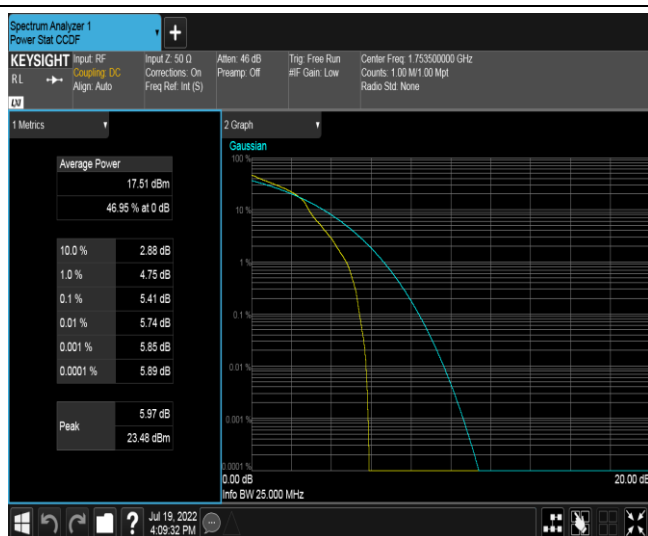 Spectrum Analyzer 1
Power Stat CCDF
+
KEYSIGHT
Input: RF
Coupling: DC
Align: Auto
Input Z: 50 Ω
Corrections: On
Freq Ref: Int (S)
Atten: 46 dB
Preamp: Off
Trig: Free Run
#IF Gain: Low
Center Freq: 1.753500000 GHz
Counts: 1.00 M/1.00 Mpt
Radio Std: None
RL
LXI
1 Metrics
2 Graph
Average Power
17.51 dBm
46.95 % at 0 dB
10.0 % 2.88 dB
1.0 % 4.75 dB
0.1 % 5.41 dB
0.01 % 5.74 dB
0.001 % 5.85 dB
0.0001 % 5.89 dB
Peak
5.97 dB
23.48 dBm
Gaussian
100 %
10 %
1 %
0.1 %
0.01 %
0.001 %
0.0001 %
0.00 dB 20.00 dB
Info BW 25.000 MHz
?
Jul 19, 2022
4:09:32 PM